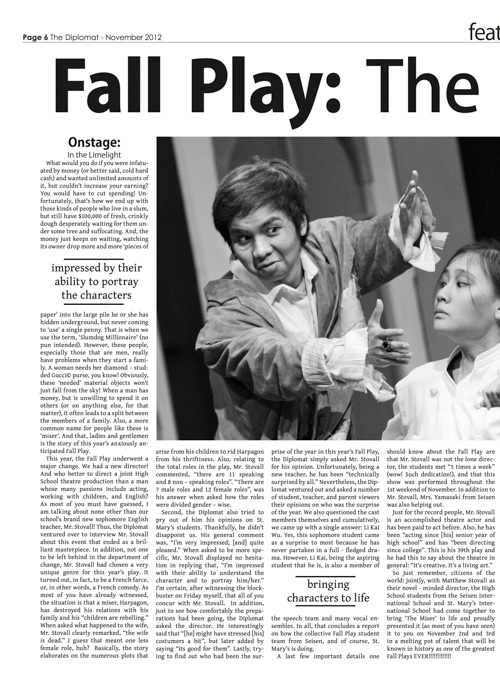 Page 6 The Diplomat - November 2012
feat
Fall Play: The
Onstage:
In the Limelight
What would you do if you were infatu-
ated by money (or better said, cold hard
cash) and wanted unlimited amounts of
it, but couldn't increase your earning?
You would have to cut spending! Un-
fortunately, that's how we end up with
those kinds of people who live in a slum,
but still have $100,000 of fresh, crinkly
dough desperately waiting for them un-
der some tree and suffocating. And, the
money just keeps on waiting, watching
its owner drop more and more 'pieces of
impressed by their
ability to portray
the characters
paper' into the large pile he or she has
hidden underground, but never coming
to 'use' a single penny. That is when we
use the term, 'Slumdog Millionaire' (no
pun intended). However, these people,
especially those that are men, really
have problems when they start a fami-
ly. A woman needs her diamond - stud-
ded Gucci© purse, you know! Obviously,
these 'needed' material objects won't
just fall from the sky! When a man has
money, but is unwilling to spend it on
others (or on anything else, for that
matter), it often leads to a split between
the members of a family. Also, a more
common name for people like these is
'miser'. And that, ladies and gentlemen
is the story of this year's anxiously an-
ticipated Fall Play.
This year, the Fall Play underwent a
major change. We had a new director!
And who better to direct a joint High
School theatre production than a man
whose many passions include acting,
working with children, and English?
As most of you must have guessed, I
am talking about none other than our
school's brand new sophomore English
teacher, Mr. Stovall! Thus, the Diplomat
ventured over to interview Mr. Stovall
about this event that ended as a bril-
liant masterpiece. In addition, not one
to be left behind in the department of
change, Mr. Stovall had chosen a very
unique genre for this year's play. It
turned out, in fact, to be a French farce,
or, in other words, a French comedy. As
most of you have already witnessed,
the situation is that a miser, Harpagon,
has destroyed his relations with his
family and his "children are rebelling."
When asked what happened to the wife,
Mr. Stovall clearly remarked, "the wife
is dead." I guess that meant one less
female role, huh? Basically, the story
elaborates on the numerous plots that
arise from his children to rid Harpagon
from his thriftiness. Also, relating to
the total roles in the play, Mr. Stovall
commented, "there are 11 speaking
and 8 non - speaking roles". "There are
7 male roles and 12 female roles", was
his answer when asked how the roles
were divided gender - wise.
Second, the Diplomat also tried to
pry out of him his opinions on St.
Mary's students. Thankfully, he didn't
disappoint us. His general comment
was, "I'm very impressed; [and] quite
pleased." When asked to be more spe-
cific, Mr. Stovall displayed no hesita-
tion in replying that, "I'm impressed
with their ability to understand the
character and to portray him/her."
I'm certain, after witnessing the block-
buster on Friday myself, that all of you
concur with Mr. Stovall. In addition,
just to see how comfortably the prepa-
rations had been going, the Diplomat
asked the director. He interestingly
said that "[he] might have stressed [his]
costumers a bit", but later added by
saying "its good for them". Lastly, try-
ing to find out who had been the sur-
prise of the year in this year's Fall Play,
the Diplomat simply asked Mr. Stovall
for his opinion. Unfortunately, being a
new teacher, he has been "technically
surprised by all." Nevertheless, the Dip-
lomat ventured out and asked a number
of student, teacher, and parent viewers
their opinions on who was the surprise
of the year. We also questioned the cast
members themselves and cumulatively,
we came up with a single answer: Li Kai
Wu. Yes, this sophomore student came
as a surprise to most because he has
never partaken in a full - fledged dra-
ma. However, Li Kai, being the aspiring
student that he is, is also a member of
bringing
characters to life
the speech team and many vocal en-
sembles. In all, that concludes a report
on how the collective Fall Play student
team from Seisen, and of course, St.
Mary's is doing.
A last few important details one
should know about the Fall Play are
that Mr. Stovall was not the lone direc-
tor, the students met "5 times a week"
(wow! Such dedication!), and that this
show was performed throughout the
1st weekend of November. In addition to
Mr. Stovall, Mrs. Yamasaki from Seisen
was also helping out.
Just for the record people, Mr. Stovall
is an accomplished theatre actor and
has been paid to act before. Also, he has
been "acting since [his] senior year of
high school" and has "been directing
since college". This is his 39th play and
he had this to say about the theatre in
general: "It's creative. It's a living art."
So just remember, citizens of the
world: jointly, with Matthew Stovall as
their novel - minded director, the High
School students from the Seisen Inter-
national School and St. Mary's Inter-
national School had come together to
bring 'The Miser' to life and proudly
presented it (as most of you have seen)
it to you on November 2nd and 3rd
in a melting pot of talent that will be
known in history as one of the greatest
Fall Plays EVER!!!!!!!!!!!!